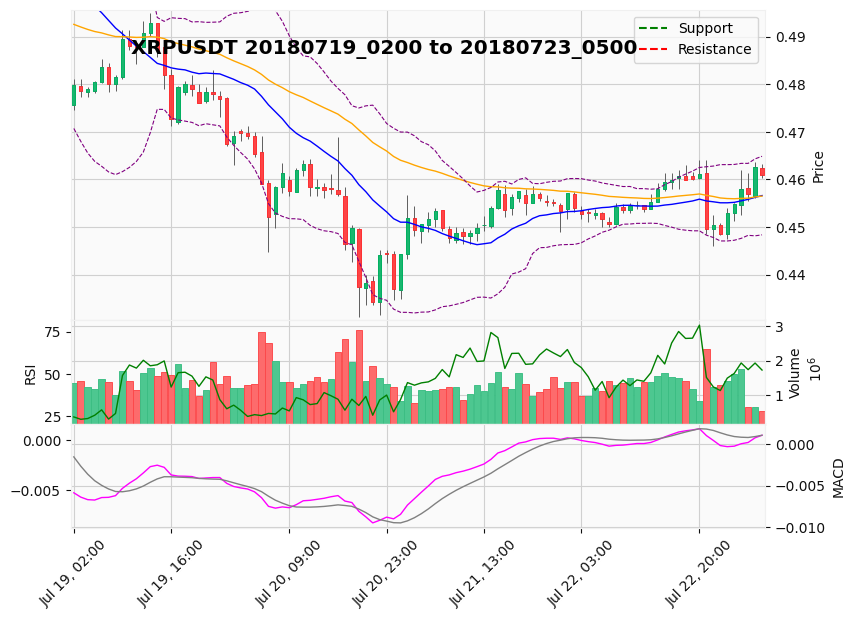 XRPUSDT 20180719_0200 to 20180723_0500
Support
Resistance
0.49
0.48
0.47
0.46
0.45
0.44
Price
75
50
25
RSI
3
2
1
Volume
10^6
0.000
−0.005
0.000
−0.005
−0.010
MACD
Jul 19, 02:00
Jul 19, 16:00
Jul 20, 09:00
Jul 20, 23:00
Jul 21, 13:00
Jul 22, 03:00
Jul 22, 20:00